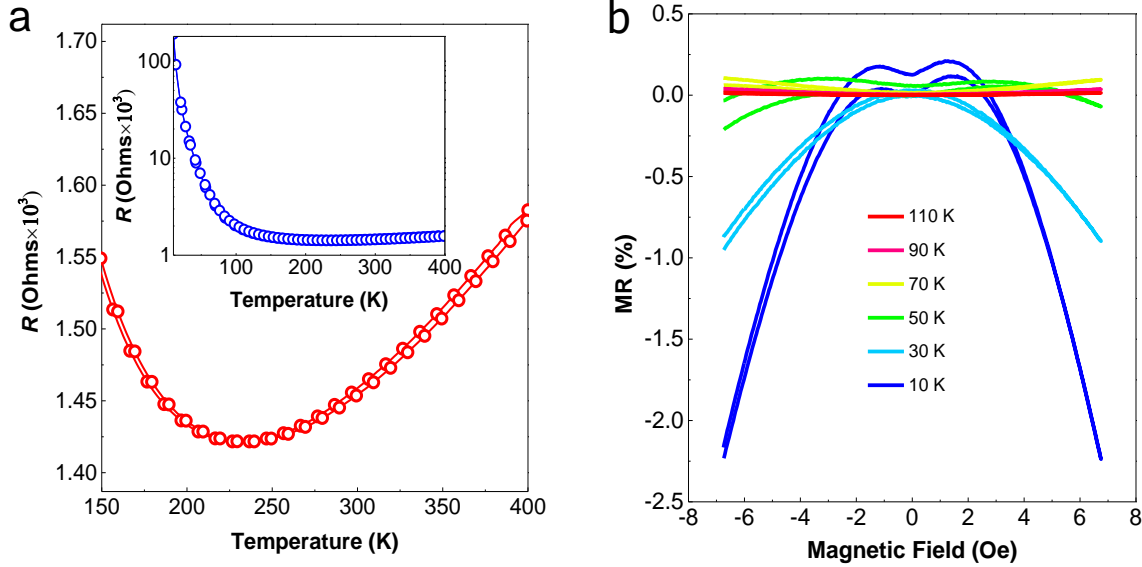 a
1.70
1.65
1.60
1.55
1.50
1.45
1.40
R (Ohms×10³)
150
200
250
300
350
400
Temperature (K)
100
10
1
R (Ohms×10³)
100
200
300
400
Temperature (K)
b
0.5
0.0
-0.5
-1.0
-1.5
-2.0
-2.5
MR (%)
110 K
90 K
70 K
50 K
30 K
10 K
-8
-6
-4
-2
0
2
4
6
8
Magnetic Field (Oe)